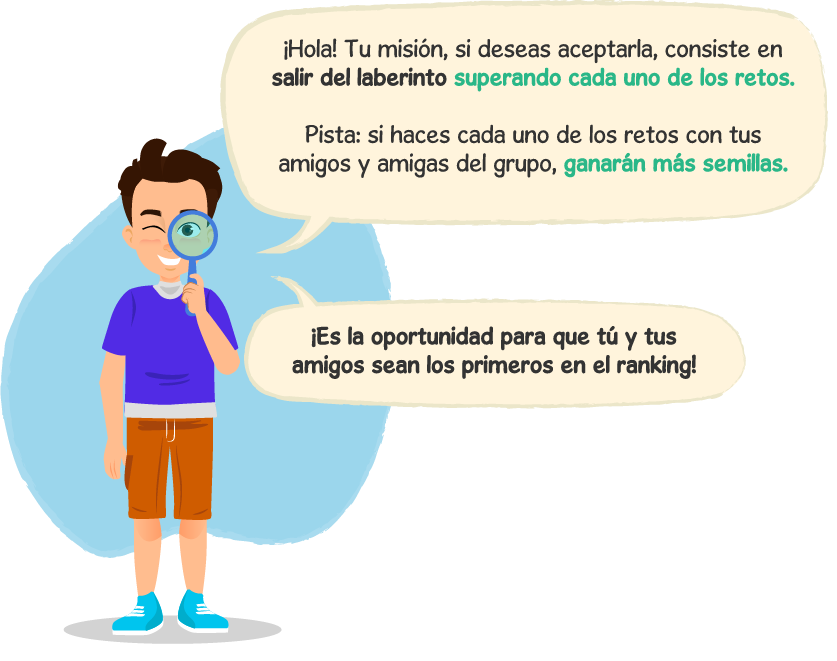 ¡Hola! Tu misión, si deseas aceptarla, consiste en
salir del laberinto superando cada uno de los retos.
Pista: si haces cada uno de los retos con tus
amigos y amigas del grupo, ganarán más semillas.
¡Es la oportunidad para que tú y tus
amigos sean los primeros en el ranking!